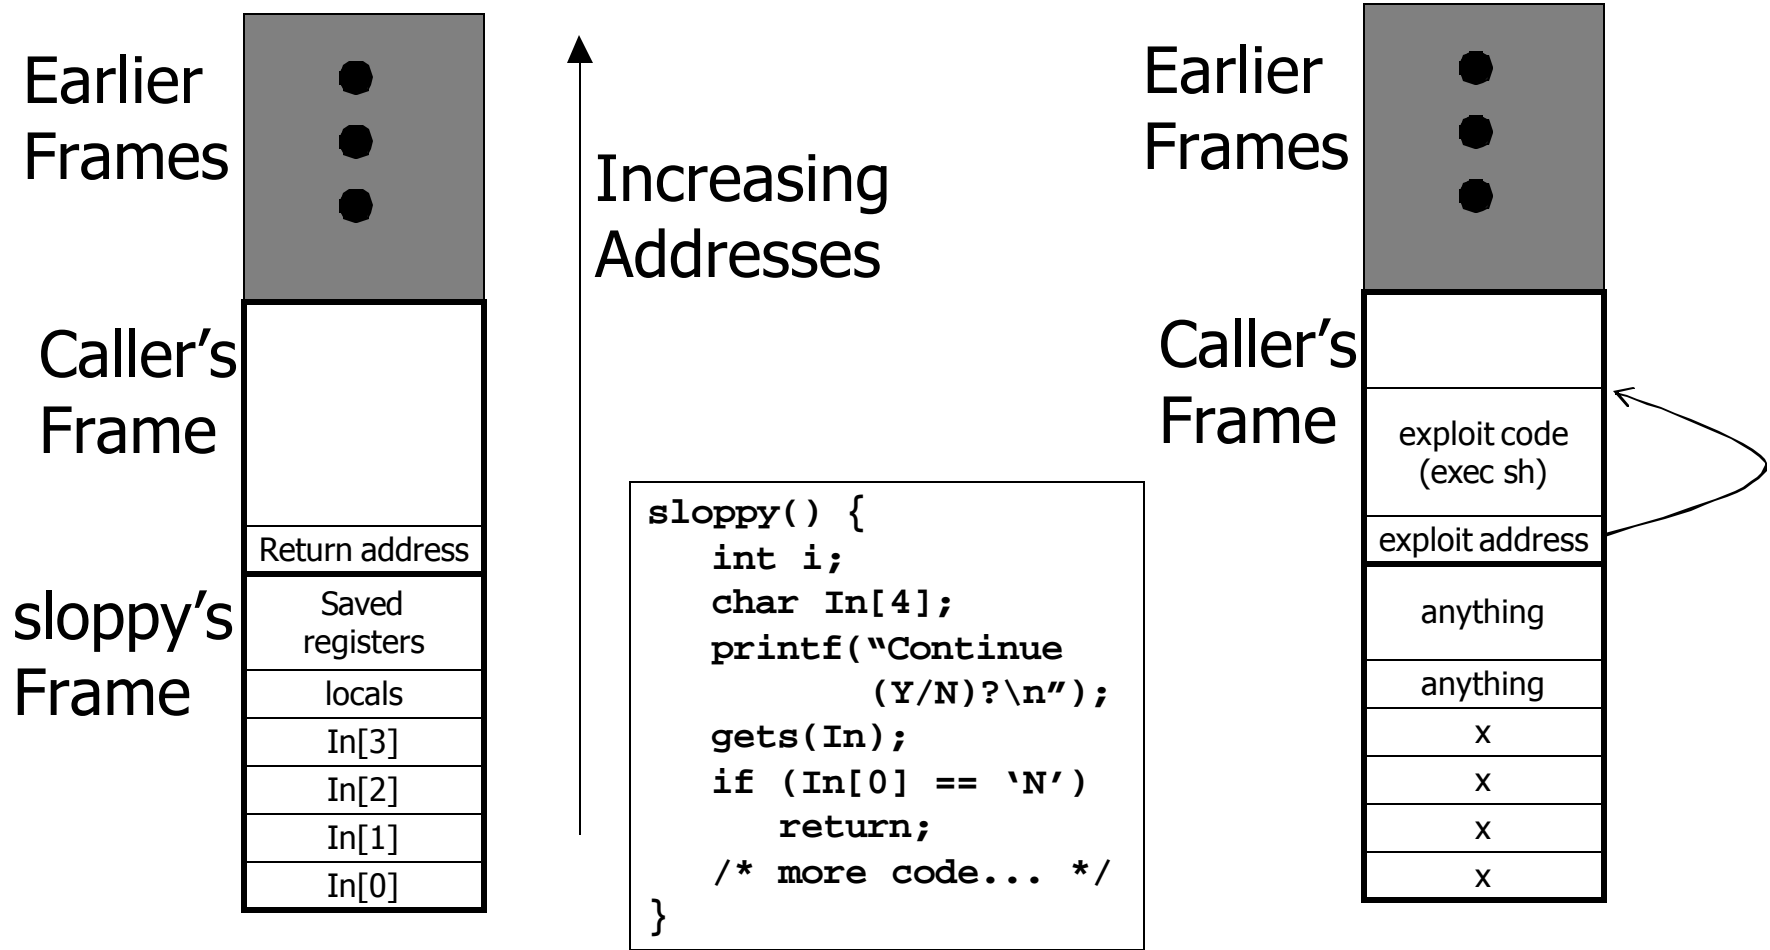 Earlier
Frames
Caller’s
Frame
Return address
sloppy’s
Frame
Saved
registers
locals
In[3]
In[2]
In[1]
In[0]
Increasing
Addresses
sloppy() {
int i;
char In[4];
printf(“Continue
(Y/N)?\n”);
gets(In);
if (In[0] == ‘N’)
return;
/* more code... */
}
Earlier
Frames
Caller’s
Frame
exploit code
(exec sh)
exploit address
anything
anything
x
x
x
x